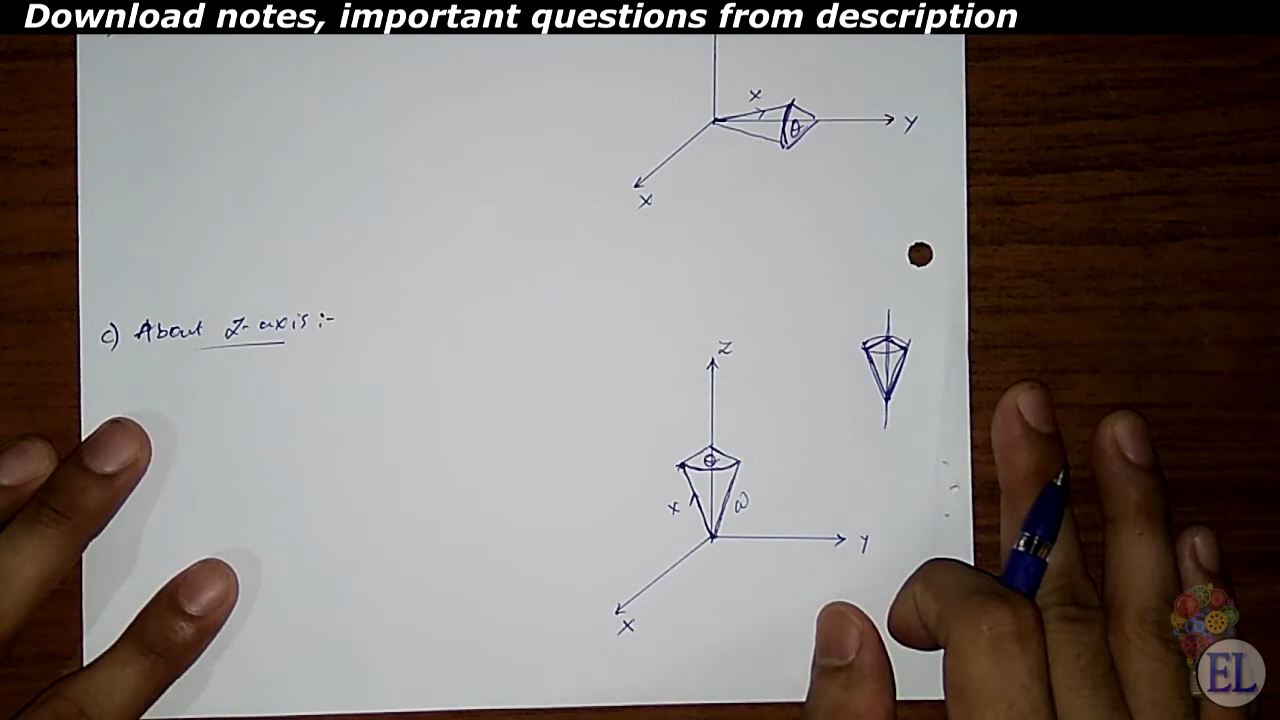 Download notes, important questions from description
x
θ
Y
X
c) About Z-axis :-
Z
θ
x
ω
Y
X
EL